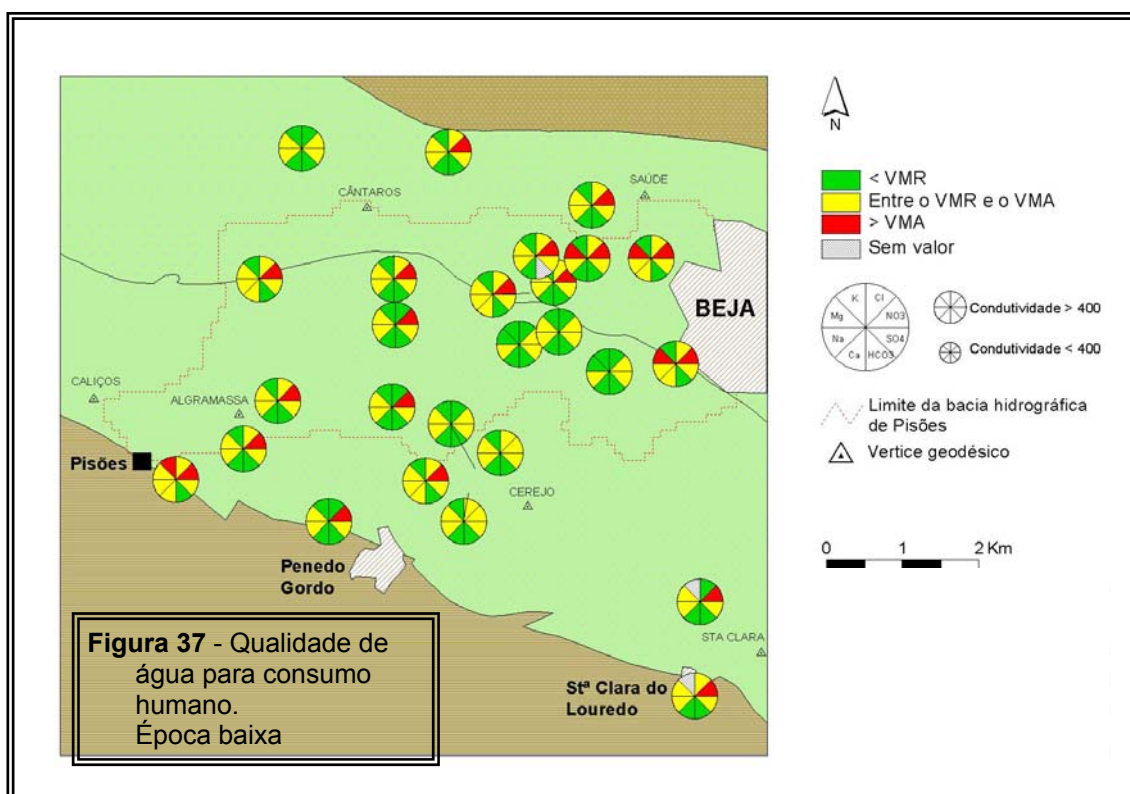 N
< VMR
Entre o VMR e o VMA
> VMA
Sem valor
K
Cl
Mg
NO3
Na
SO4
Ca
HCO3
Condutividade > 400
Condutividade < 400
Limite da bacia hidrográfica
de Pisões
Vertice geodésico
0 1 2 Km
CÂNTAROS
SAÚDE
BEJA
CALIÇOS
ALGRAMASSA
Pisões
CEREJO
Penedo
Gordo
STA CLARA
Stª Clara do
Louredo
Figura 37 - Qualidade de
água para consumo
humano.
Época baixa